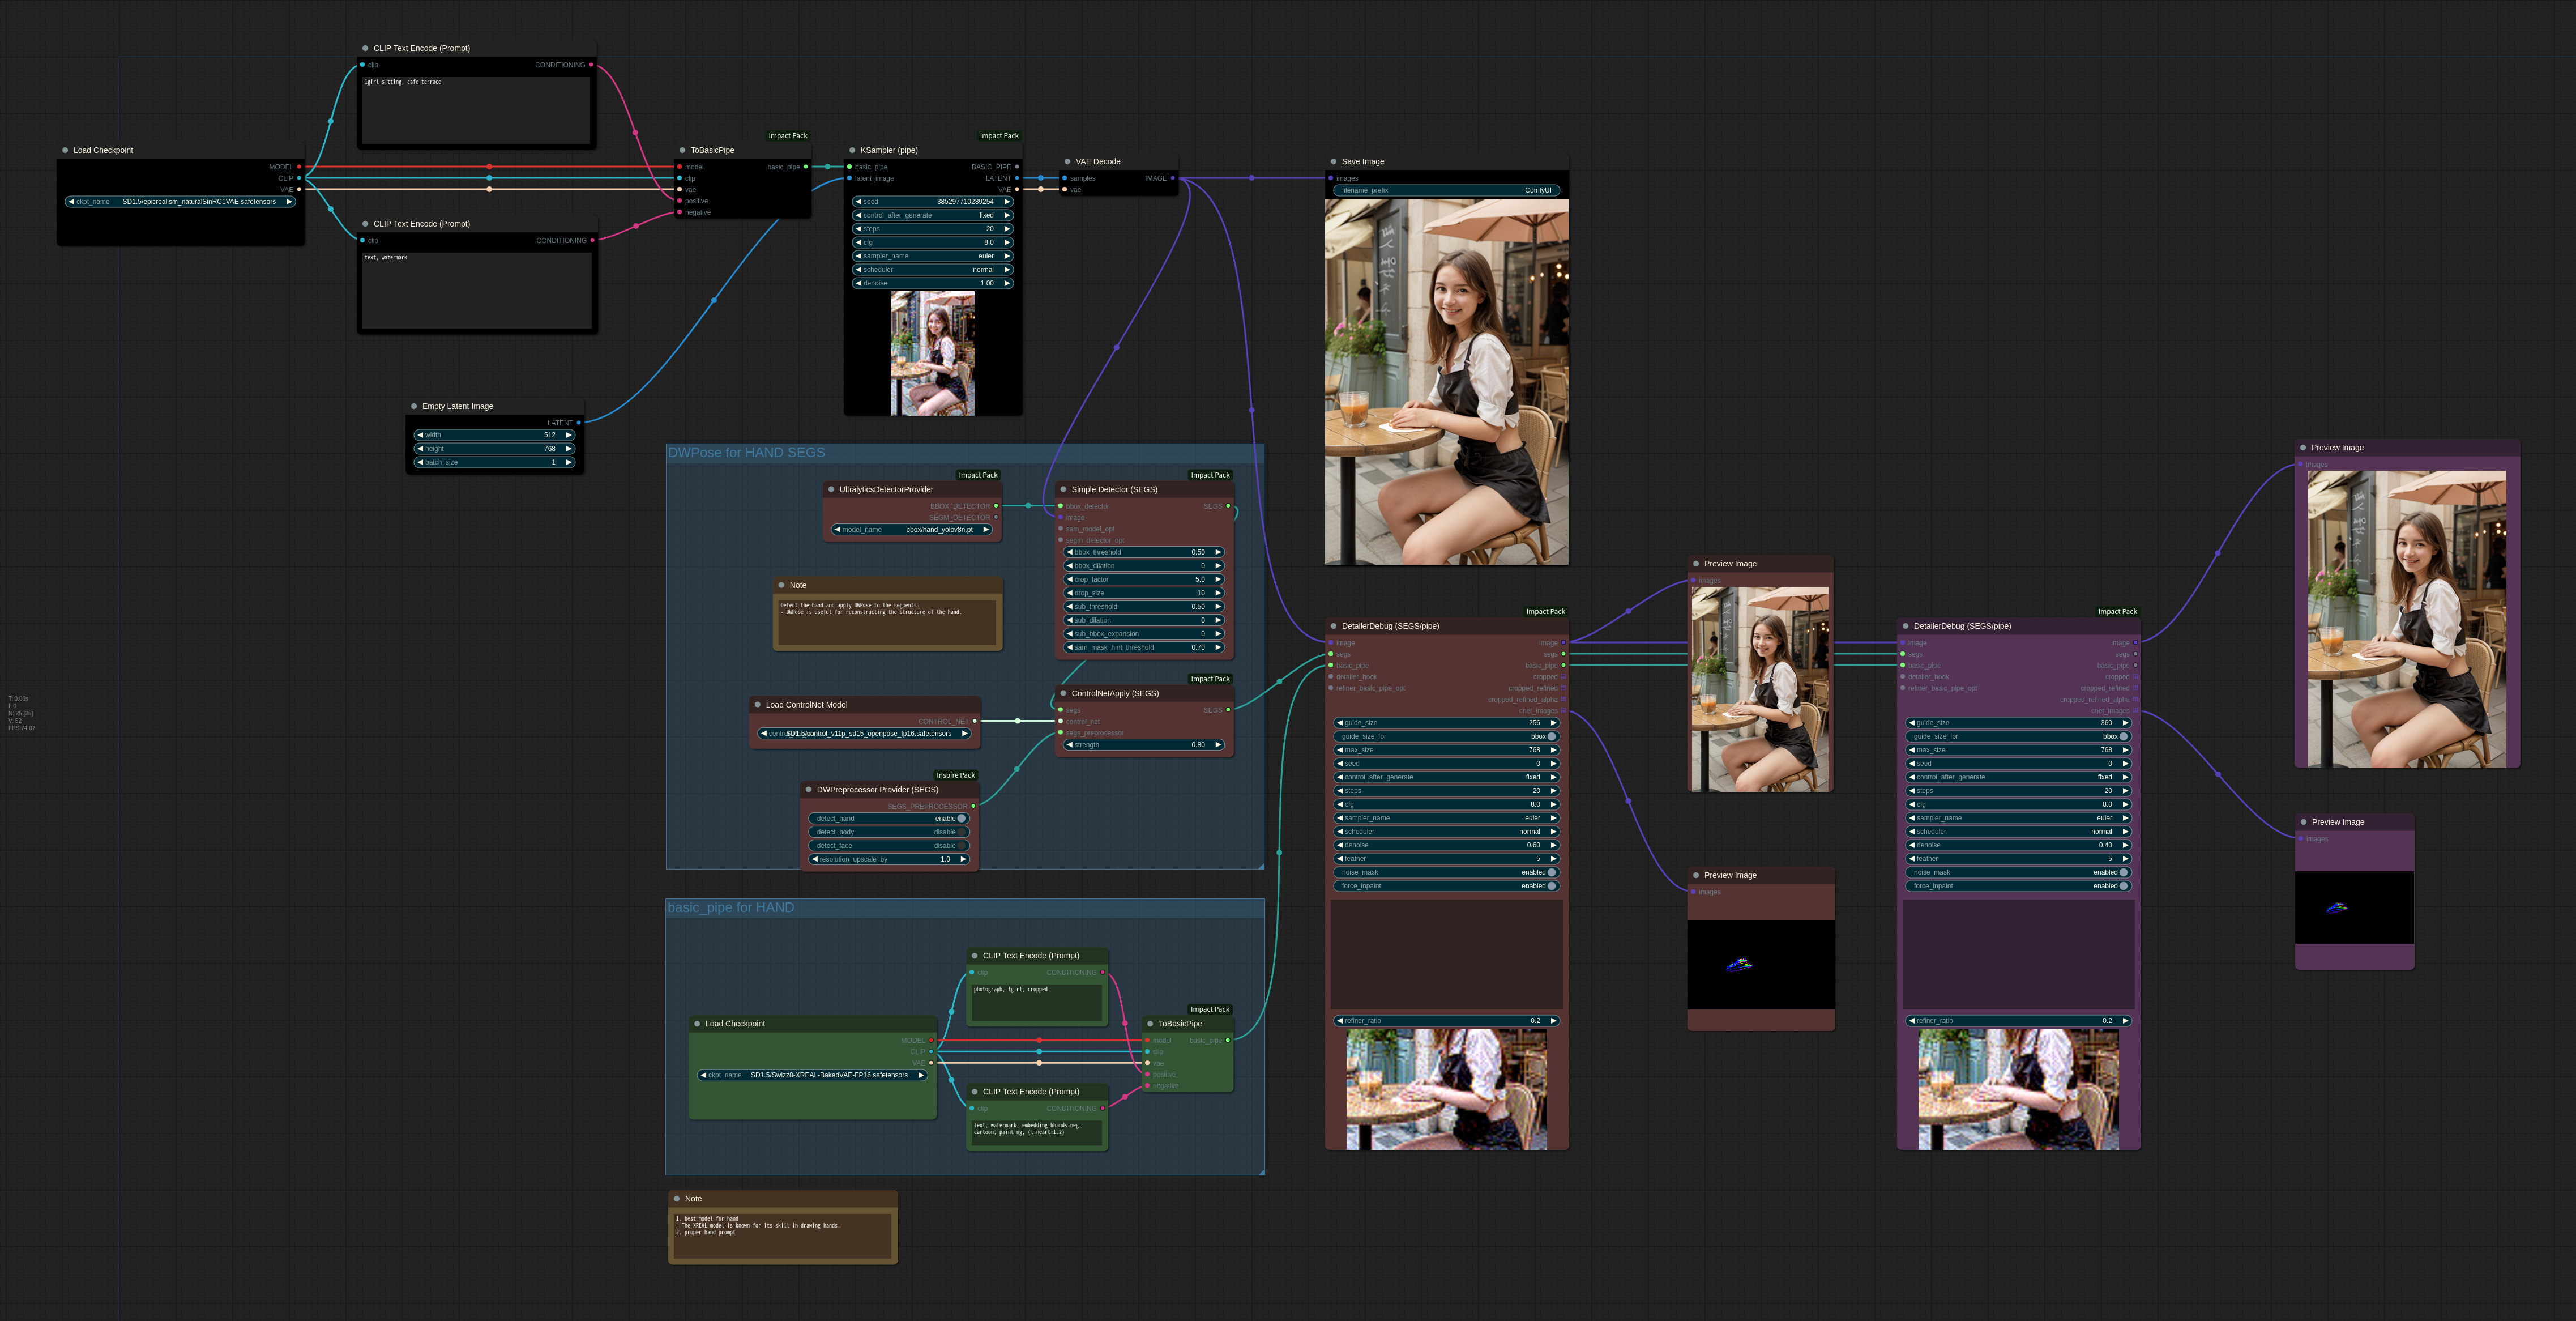 CLIP Text Encode (Prompt)
clip
CONDITIONING
1girl sitting, cafe terrace
Load Checkpoint
MODEL
CLIP
VAE
ckpt_name
SD1.5/epicrealism_naturalSinRC1VAE.safetensors
CLIP Text Encode (Prompt)
clip
CONDITIONING
text, watermark
Empty Latent Image
LATENT
width 512
height 768
batch_size 1
Impact Pack
ToBasicPipe
model basic_pipe
clip
vae
positive
negative
Impact Pack
KSampler (pipe)
basic_pipe BASIC_PIPE
latent_image LATENT
VAE
seed 385297710289254
control_after_generate fixed
steps 20
cfg 8.0
sampler_name euler
scheduler normal
denoise 1.00
VAE Decode
samples IMAGE
vae
Save Image
images
filename_prefix ComfyUI
DWPose for HAND SEGS
Impact Pack
UltralyticsDetectorProvider
BBOX_DETECTOR
SEGM_DETECTOR
model_name bbox/hand_yolov8n.pt
Impact Pack
Simple Detector (SEGS)
bbox_detector SEGS
image
sam_model_opt
segm_detector_opt
bbox_threshold 0.50
bbox_dilation 0
crop_factor 5.0
drop_size 10
sub_threshold 0.50
sub_dilation 0
sub_bbox_expansion 0
sam_mask_hint_threshold 0.70
Note
Detect the hand and apply DWPose to the segments.
- DWPose is useful for reconstructing the structure of the hand.
Load ControlNet Model
CONTROL_NET
SD1.5/control_v11p_sd15_openpose_fp16.safetensors
Impact Pack
ControlNetApply (SEGS)
segs SEGS
control_net
segs_preprocessor
strength 0.80
Inspire Pack
DWPreprocessor Provider (SEGS)
SEGS_PREPROCESSOR
detect_hand enable
detect_body disable
detect_face disable
resolution_upscale_by 1.0
T: 0.00s
I: 0
N: 25 [25]
V: 52
FPS:74.07
basic_pipe for HAND
Load Checkpoint
MODEL
CLIP
VAE
ckpt_name SD1.5/Swizz8-XREAL-BakedVAE-FP16.safetensors
CLIP Text Encode (Prompt)
clip CONDITIONING
photograph, 1girl, cropped
CLIP Text Encode (Prompt)
clip CONDITIONING
text, watermark, embedding:bhands-neg,
cartoon, painting, (lineart:1.2)
Impact Pack
ToBasicPipe
model basic_pipe
clip
vae
positive
negative
Note
1. best model for hand
- The XREAL model is known for its skill in drawing hands.
2. proper hand prompt
Impact Pack
DetailerDebug (SEGS/pipe)
image image
segs segs
basic_pipe basic_pipe
detailer_hook cropped
refiner_basic_pipe_opt cropped_refined
cropped_refined_alpha
cnet_images
guide_size 256
guide_size_for bbox
max_size 768
seed 0
control_after_generate fixed
steps 20
cfg 8.0
sampler_name euler
scheduler normal
denoise 0.60
feather 5
noise_mask enabled
force_inpaint enabled
refiner_ratio 0.2
Preview Image
images
Preview Image
images
Impact Pack
DetailerDebug (SEGS/pipe)
image image
segs segs
basic_pipe basic_pipe
detailer_hook cropped
refiner_basic_pipe_opt cropped_refined
cropped_refined_alpha
cnet_images
guide_size 360
guide_size_for bbox
max_size 768
seed 0
control_after_generate fixed
steps 20
cfg 8.0
sampler_name euler
scheduler normal
denoise 0.40
feather 5
noise_mask enabled
force_inpaint enabled
refiner_ratio 0.2
Preview Image
images
Preview Image
images